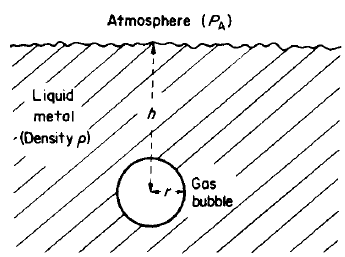 Atmosphere (P_A)
Liquid
metal
(Density ρ)
h
r
Gas
bubble